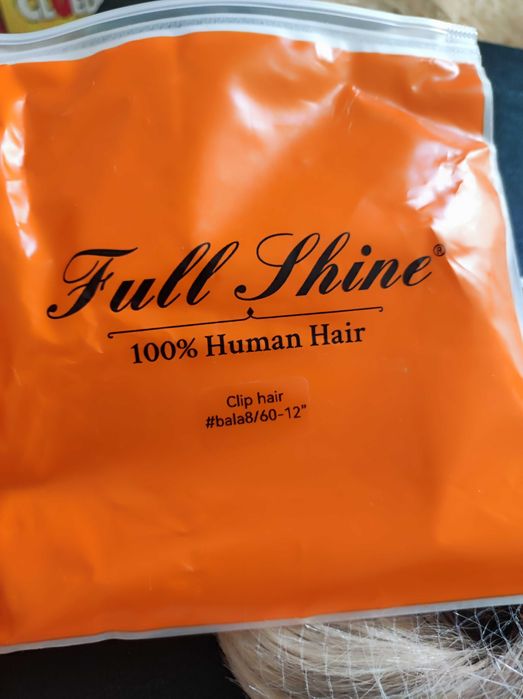 Full Shine®
100% Human Hair
Clip hair
#bala8/60-12"